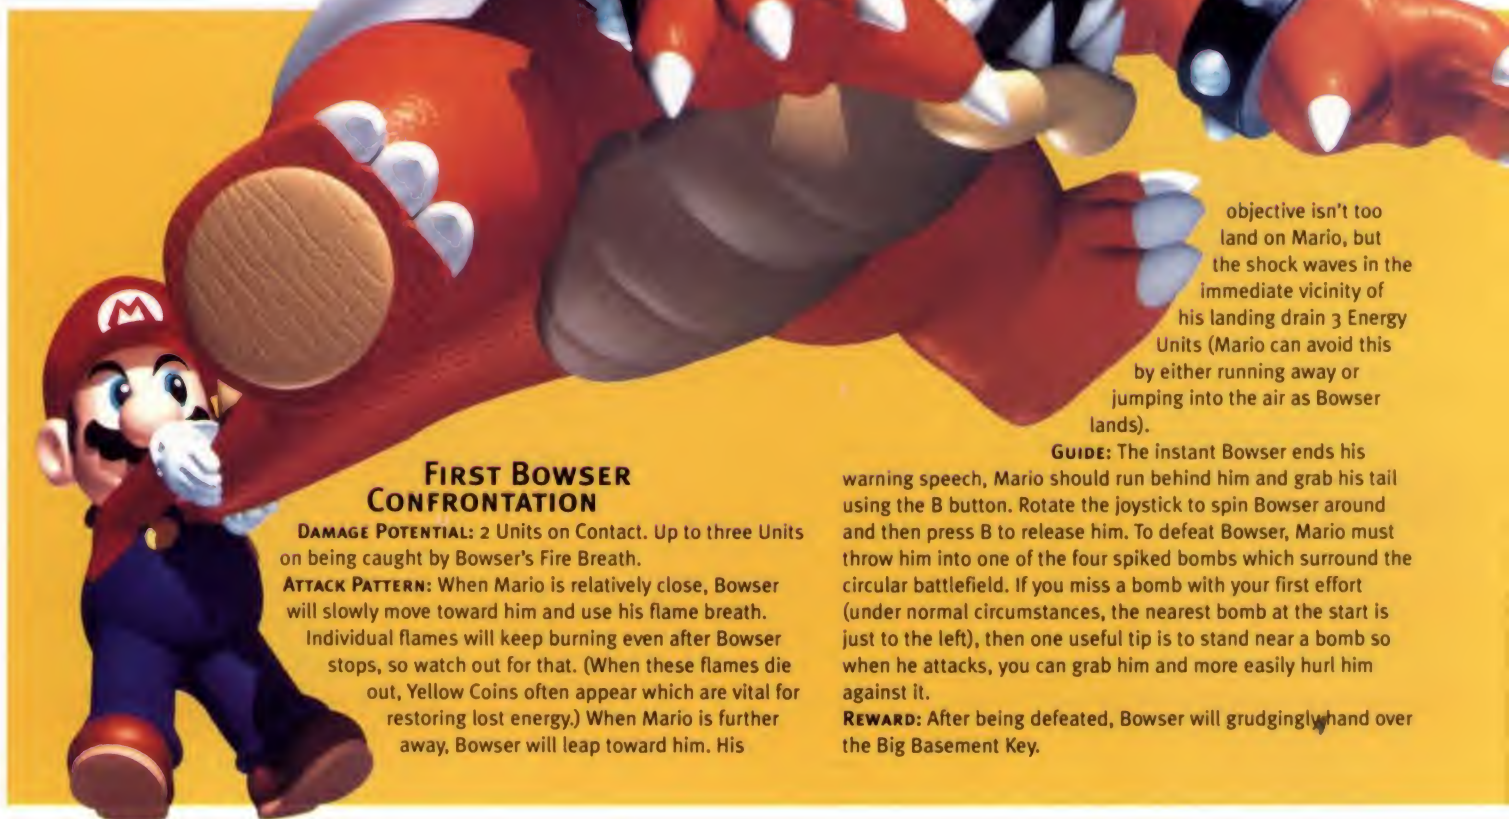 M
FIRST BOWSER
CONFRONTATION
DAMAGE POTENTIAL: 2 Units on Contact. Up to three Units
on being caught by Bowser's Fire Breath.
ATTACK PATTERN: When Mario is relatively close, Bowser
will slowly move toward him and use his flame breath.
Individual flames will keep burning even after Bowser
stops, so watch out for that. (When these flames die
out, Yellow Coins often appear which are vital for
restoring lost energy.) When Mario is further
away, Bowser will leap toward him. His
objective isn't too
land on Mario, but
the shock waves in the
immediate vicinity of
his landing drain 3 Energy
Units (Mario can avoid this
by either running away or
jumping into the air as Bowser
lands).
GUIDE: The instant Bowser ends his
warning speech, Mario should run behind him and grab his tail
using the B button. Rotate the joystick to spin Bowser around
and then press B to release him. To defeat Bowser, Mario must
throw him into one of the four spiked bombs which surround the
circular battlefield. If you miss a bomb with your first effort
(under normal circumstances, the nearest bomb at the start is
just to the left), then one useful tip is to stand near a bomb so
when he attacks, you can grab him and more easily hurl him
against it.
REWARD: After being defeated, Bowser will grudgingly hand over
the Big Basement Key.